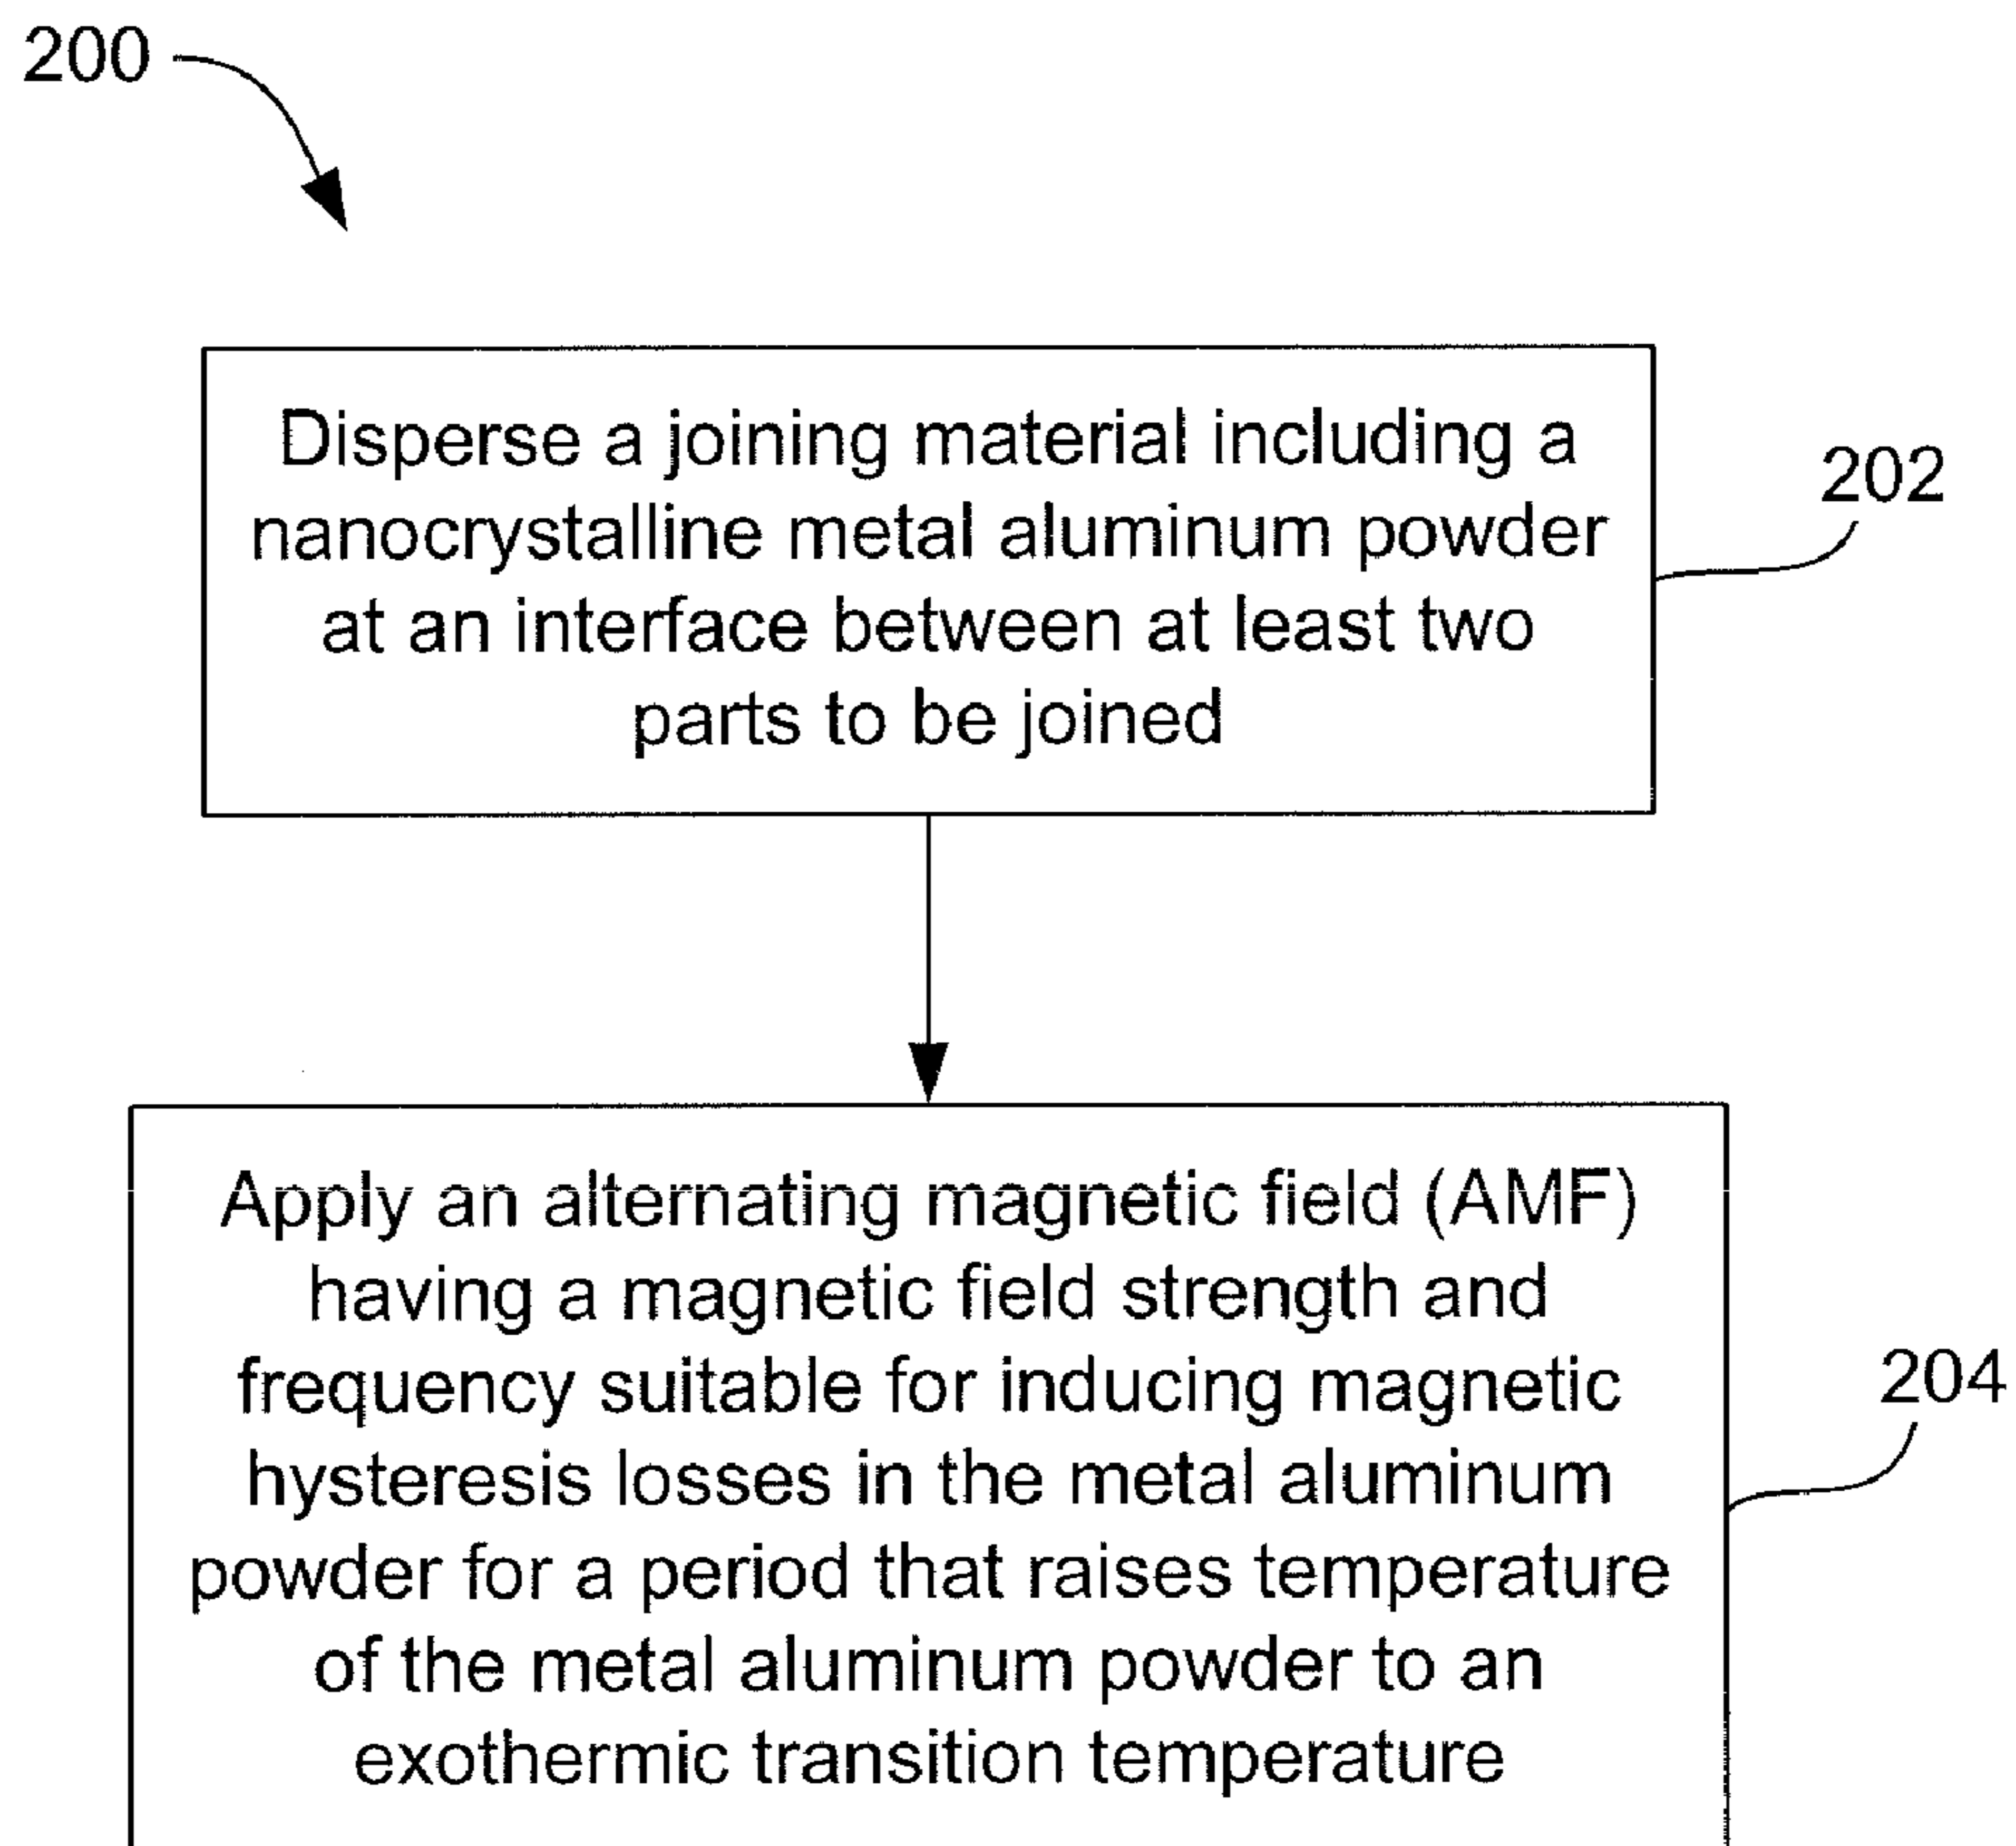 200
Disperse a joining material including a
nanocrystalline metal aluminum powder
at an interface between at least two
parts to be joined
202
Apply an alternating magnetic field (AMF)
having a magnetic field strength and
frequency suitable for inducing magnetic
hysteresis losses in the metal aluminum
powder for a period that raises temperature
of the metal aluminum powder to an
exothermic transition temperature
204